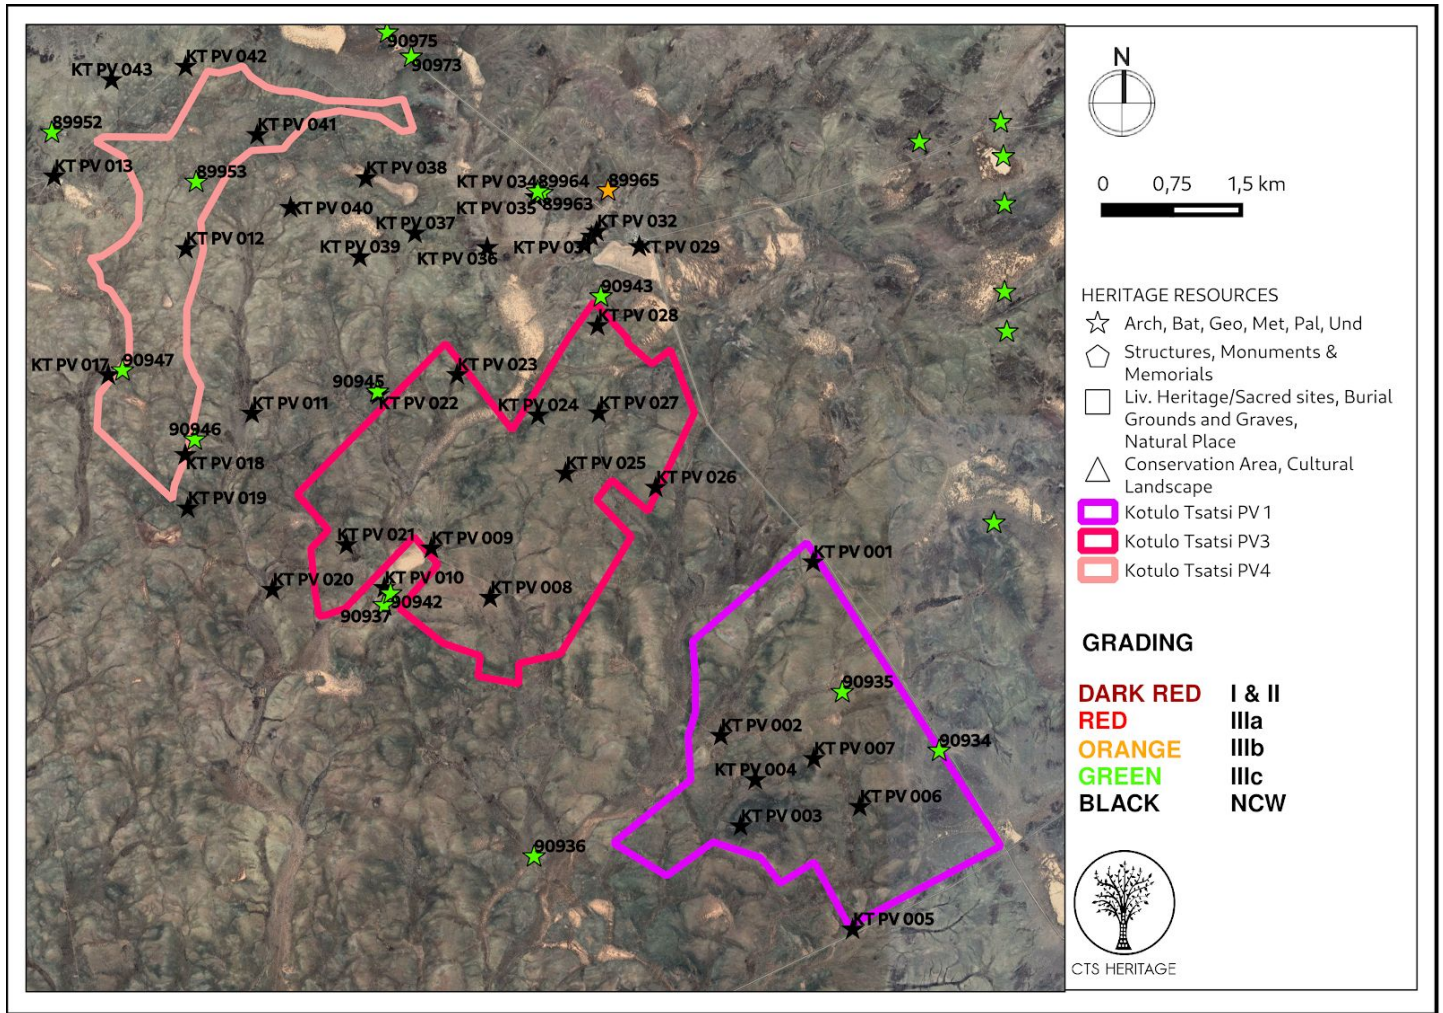 90975
90973
KT PV 042
KT PV 043
89952
KT PV 041
KT PV 013
89953
KT PV 038
KT PV 034
89964
89965
KT PV 035
89963
KT PV 040
KT PV 037
KT PV 032
KT PV 012
KT PV 039
KT PV 036
KT PV 03
KT PV 029
90943
KT PV 028
KT PV 017
90947
KT PV 023
90945
KT PV 022
KT PV 011
KT PV 024
KT PV 027
90946
KT PV 018
KT PV 025
KT PV 026
KT PV 019
KT PV 021
KT PV 009
KT PV 001
KT PV 020
KT PV 010
KT PV 008
90942
90937
90935
KT PV 002
90934
KT PV 007
KT PV 004
KT PV 006
KT PV 003
90936
KT PV 005
N
0 0,75 1,5 km
HERITAGE RESOURCES
Arch, Bat, Geo, Met, Pal, Und
Structures, Monuments &
Memorials
Liv. Heritage/Sacred sites, Burial
Grounds and Graves,
Natural Place
Conservation Area, Cultural
Landscape
Kotulo Tsatsi PV 1
Kotulo Tsatsi PV3
Kotulo Tsatsi PV4
GRADING
DARK RED I & II
RED IIIa
ORANGE IIIb
GREEN IIIc
BLACK NCW
CTS HERITAGE